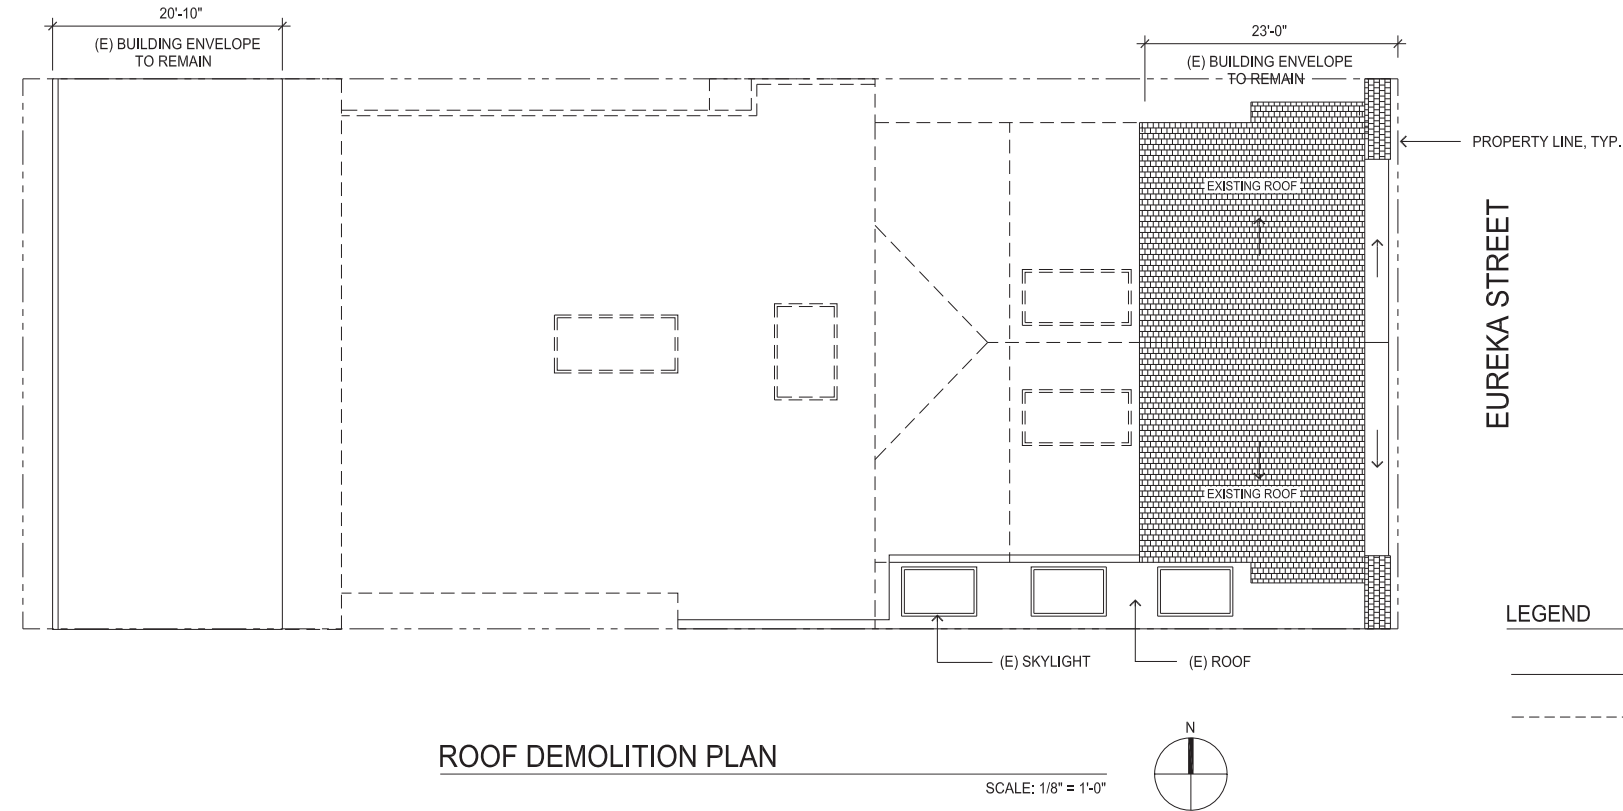 20'-10"
(E) BUILDING ENVELOPE
TO REMAIN
23'-0"
(E) BUILDING ENVELOPE
TO REMAIN
PROPERTY LINE, TYP.
EXISTING ROOF
EUREKA STREET
EXISTING ROOF
LEGEND
(E) SKYLIGHT
(E) ROOF
N
ROOF DEMOLITION PLAN
SCALE: 1/8" = 1'-0"